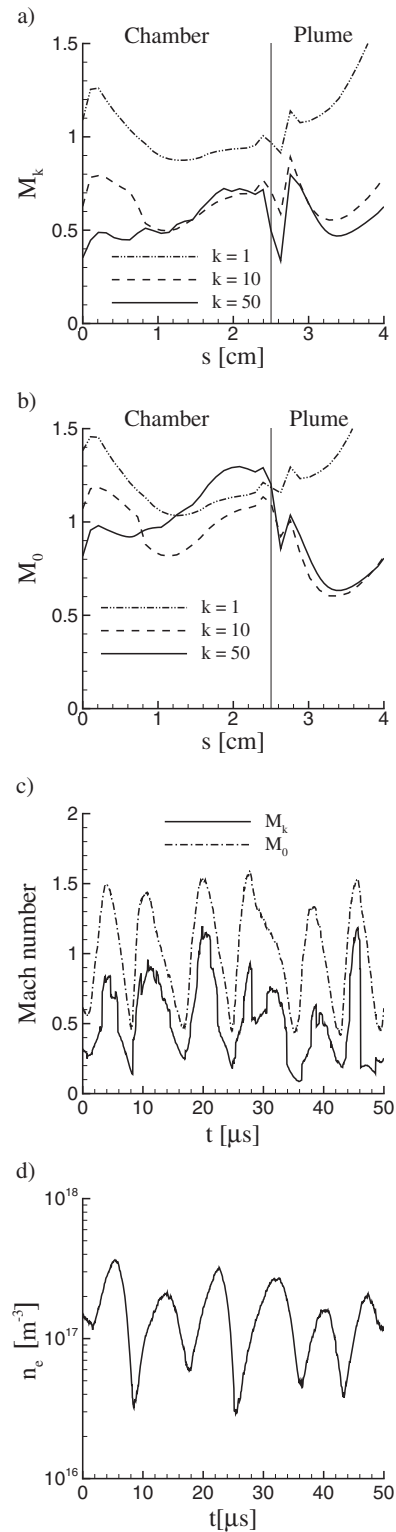 a)
Chamber Plume
1.5
1
0.5
0
M_k
k = 1
k = 10
k = 50
0 1 2 3 4
s [cm]
b)
Chamber Plume
1.5
1
0.5
0
M_0
k = 1
k = 10
k = 50
0 1 2 3 4
s [cm]
c)
M_k
M_0
2
1.5
1
0.5
0
Mach number
0 10 20 30 40 50
t [μs]
d)
10^18
10^17
10^16
n_e [m^-3]
0 10 20 30 40 50
t[μs]